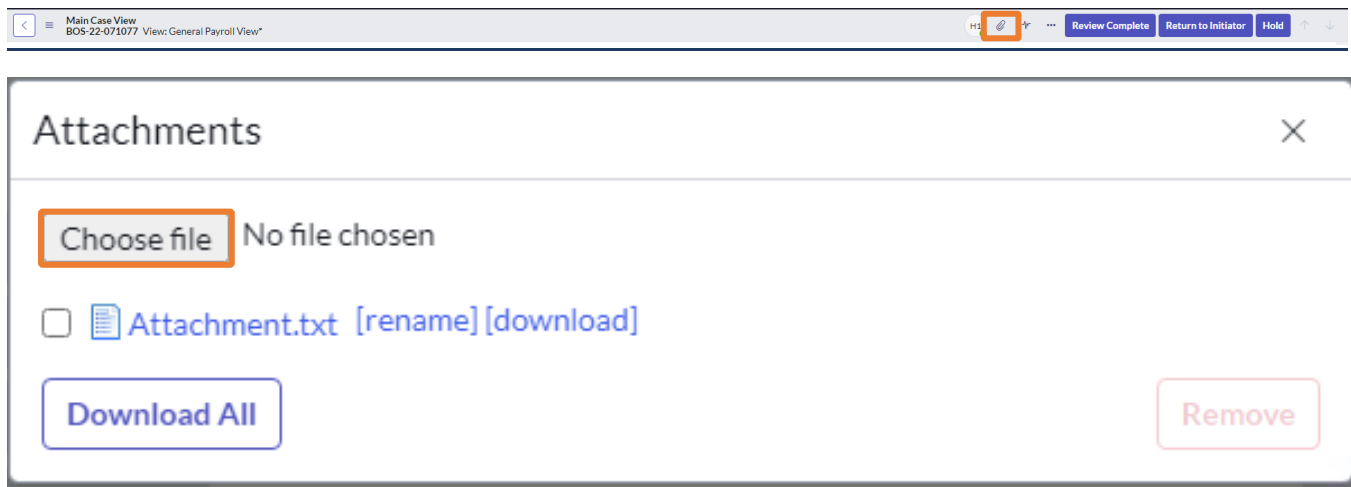 Main Case View
BOS-22-071077 View: General Payroll View*
H1
Review Complete
Return to Initiator
Hold
Attachments
Choose file No file chosen
Attachment.txt [rename] [download]
Download All
Remove